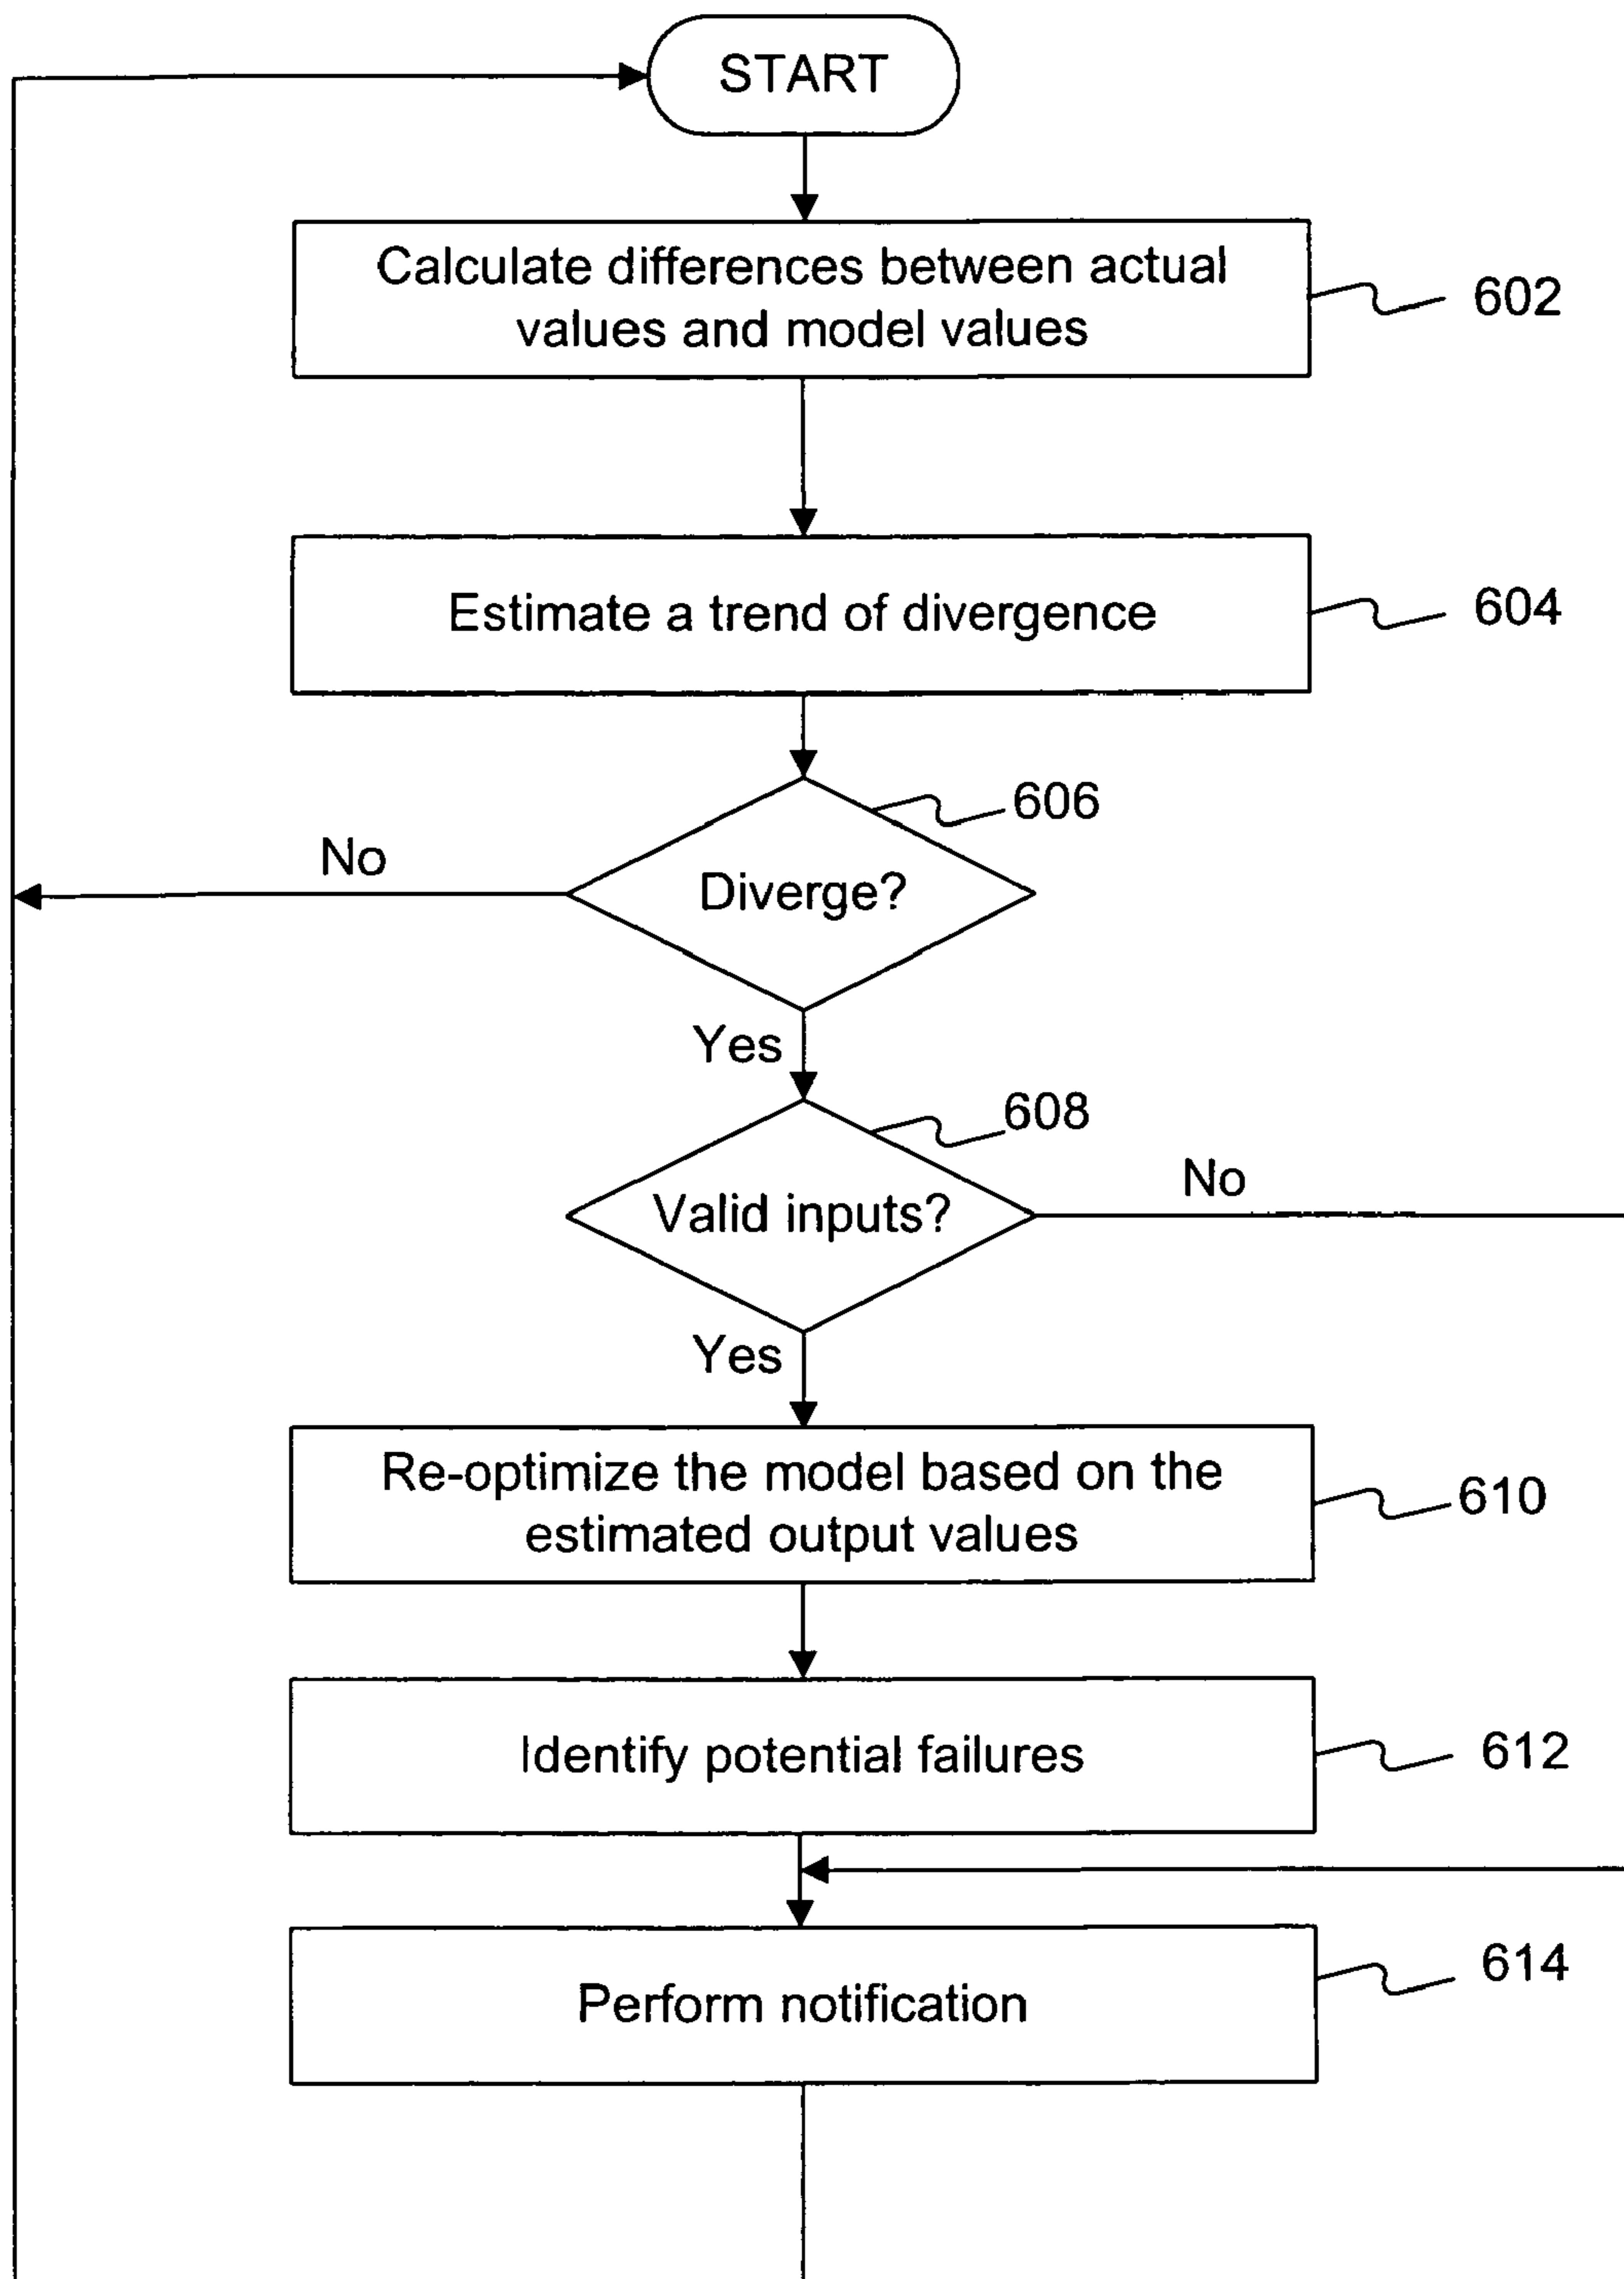 START
Calculate differences between actual
values and model values
602
Estimate a trend of divergence
604
606
No
Diverge?
Yes
608
No
Valid inputs?
Yes
Re-optimize the model based on the
estimated output values
610
Identify potential failures
612
Perform notification
614